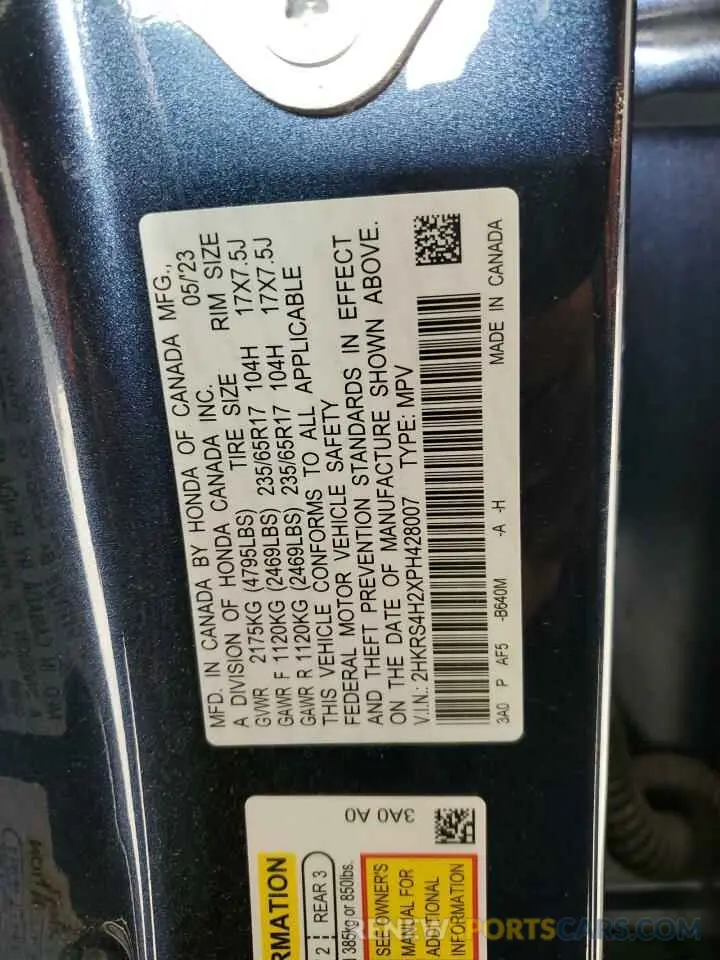 MFD. IN CANADA BY HONDA OF CANADA MFG.,
A DIVISION OF HONDA CANADA INC. 05/'23
GVWR 2175KG (4795LBS) TIRE SIZE RIM SIZE
GAWR F 1120KG (2469LBS) 235/65R17 104H 17X7.5J
GAWR R 1120KG (2469LBS) 235/65R17 104H 17X7.5J
THIS VEHICLE CONFORMS TO ALL APPLICABLE
FEDERAL MOTOR VEHICLE SAFETY
AND THEFT PREVENTION STANDARDS IN EFFECT
ON THE DATE OF MANUFACTURE SHOWN ABOVE.
V.I.N.: 2HKRS4H2XPH428007 TYPE: MPV
3A0 P AF5 -B640M -A -H MADE IN CANADA
3A0 A0
RMATION
2 REAR 3
385kg or 850lbs.
SEE OWNER'S
MANUAL FOR
ADDITIONAL
INFORMATION
RENEWSPORTSCARS.COM